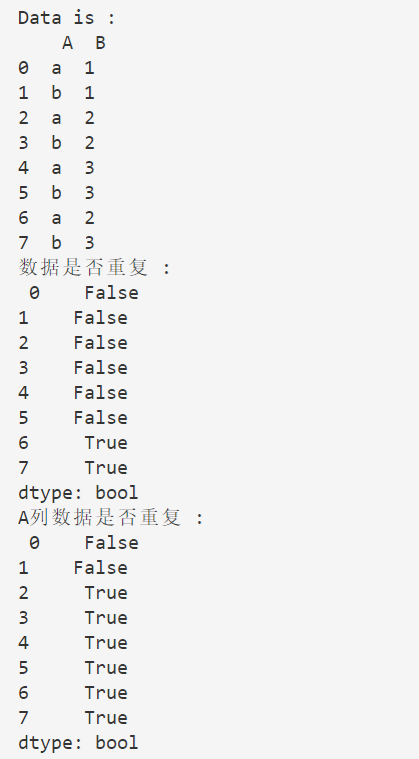 Data is :
    A  B
0  a  1
1  b  1
2  a  2
3  b  2
4  a  3
5  b  3
6  a  2
7  b  3
数据是否重复 :
 0    False
1    False
2    False
3    False
4    False
5    False
6     True
7     True
dtype: bool
A列数据是否重复 :
 0    False
1    False
2     True
3     True
4     True
5     True
6     True
7     True
dtype: bool